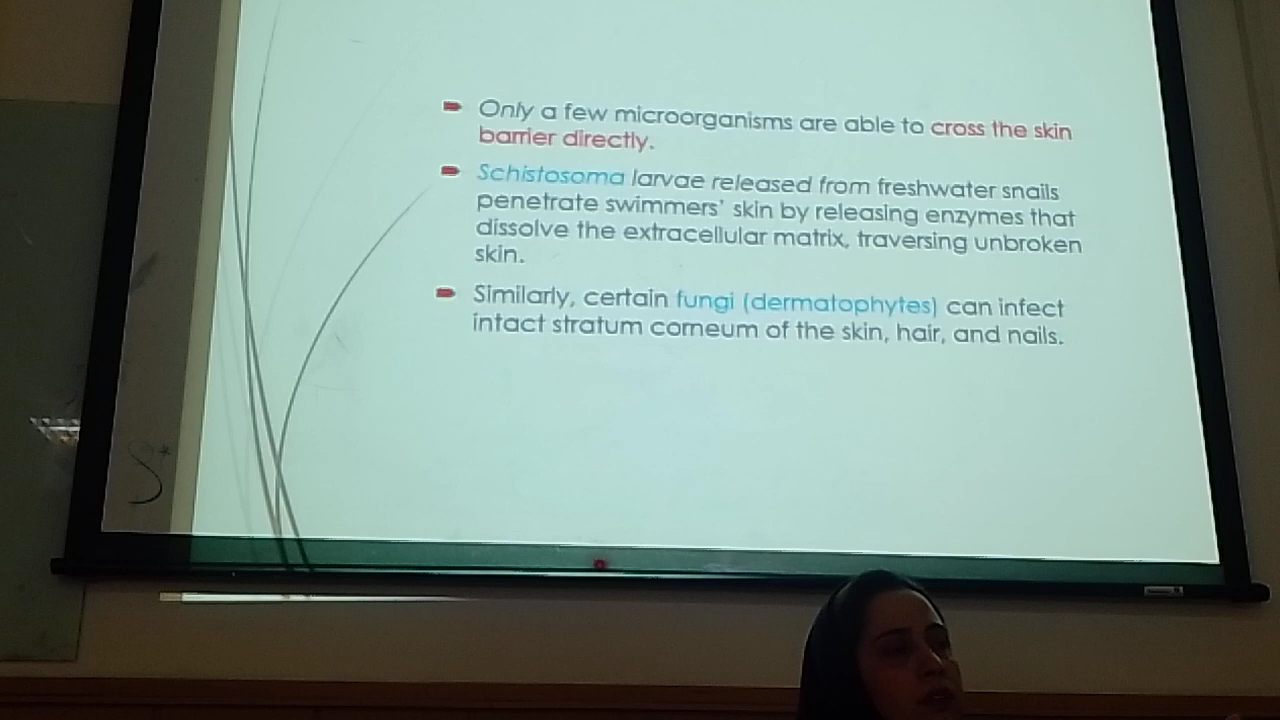 Only a few microorganisms are able to cross the skin
barrier directly.
Schistosoma larvae released from freshwater snails
penetrate swimmers' skin by releasing enzymes that
dissolve the extracellular matrix, traversing unbroken
skin.
Similarly, certain fungi (dermatophytes) can infect
intact stratum corneum of the skin, hair, and nails.